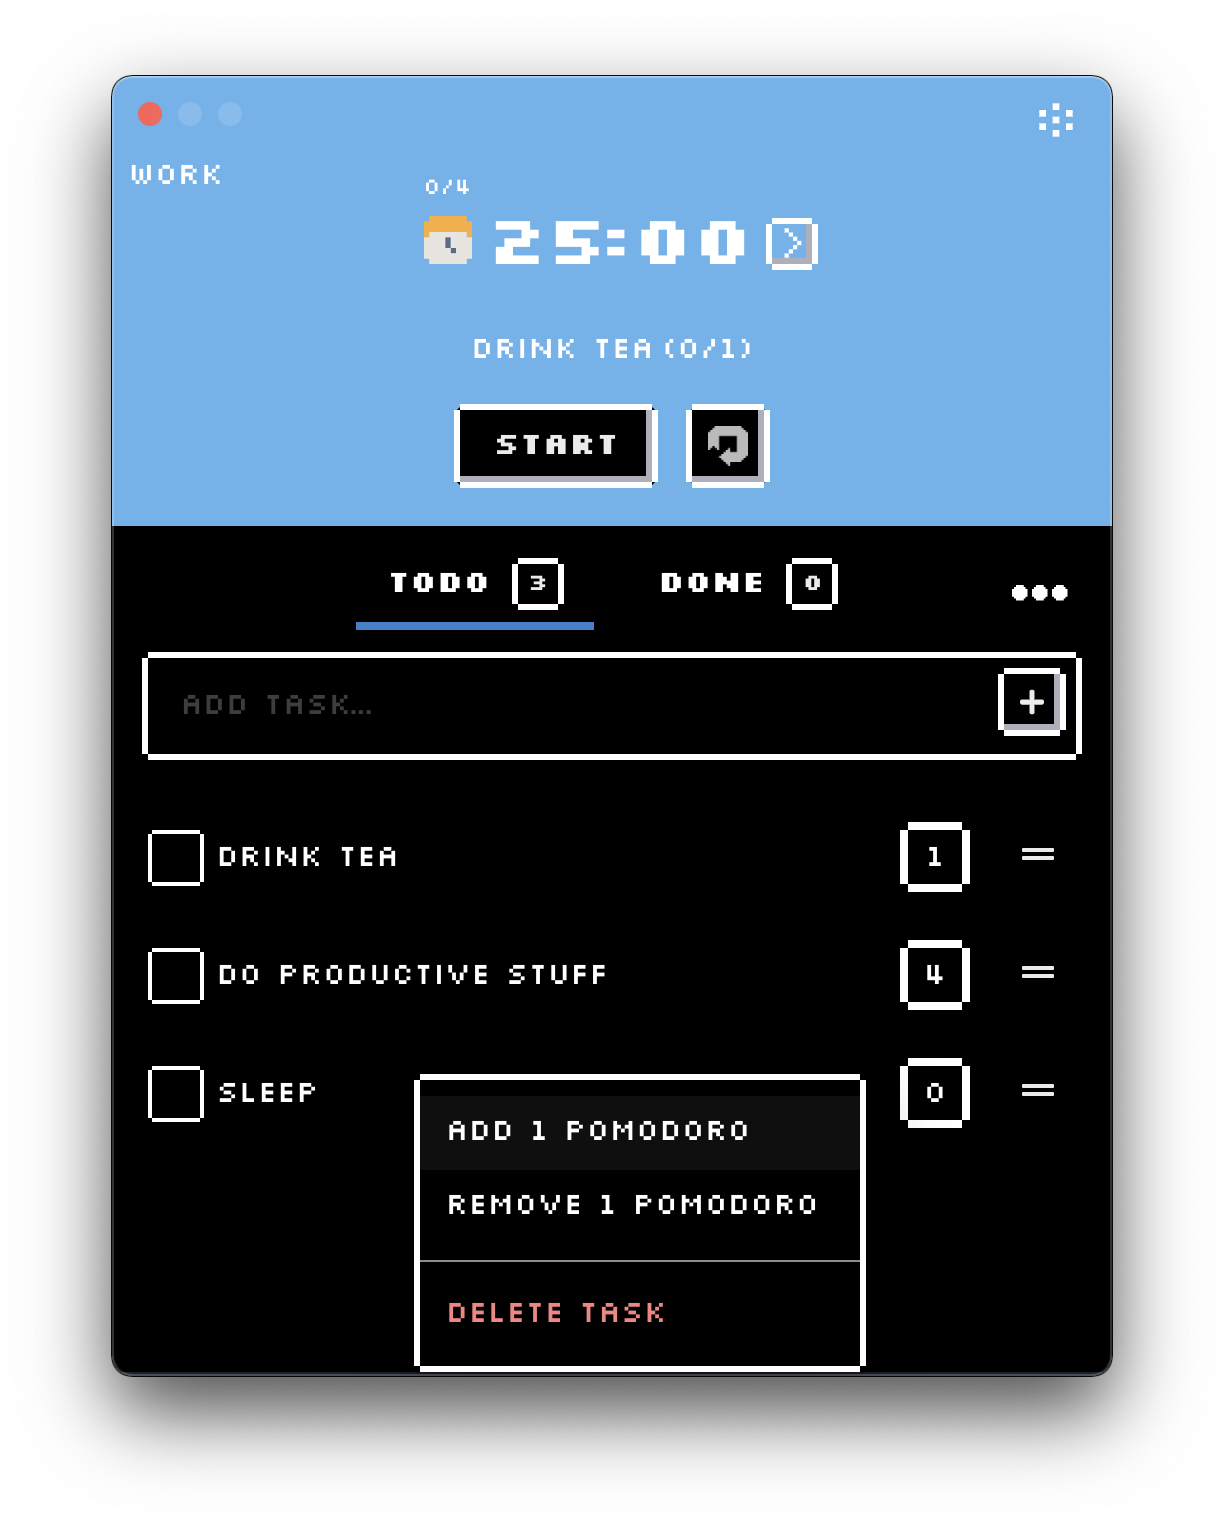 WORK
0/4
25:00
DRINK TEA (0/1)
START
TODO 3 DONE 0
ADD TASK...
DRINK TEA 1
DO PRODUCTIVE STUFF 4
SLEEP 0
ADD 1 POMODORO
REMOVE 1 POMODORO
DELETE TASK